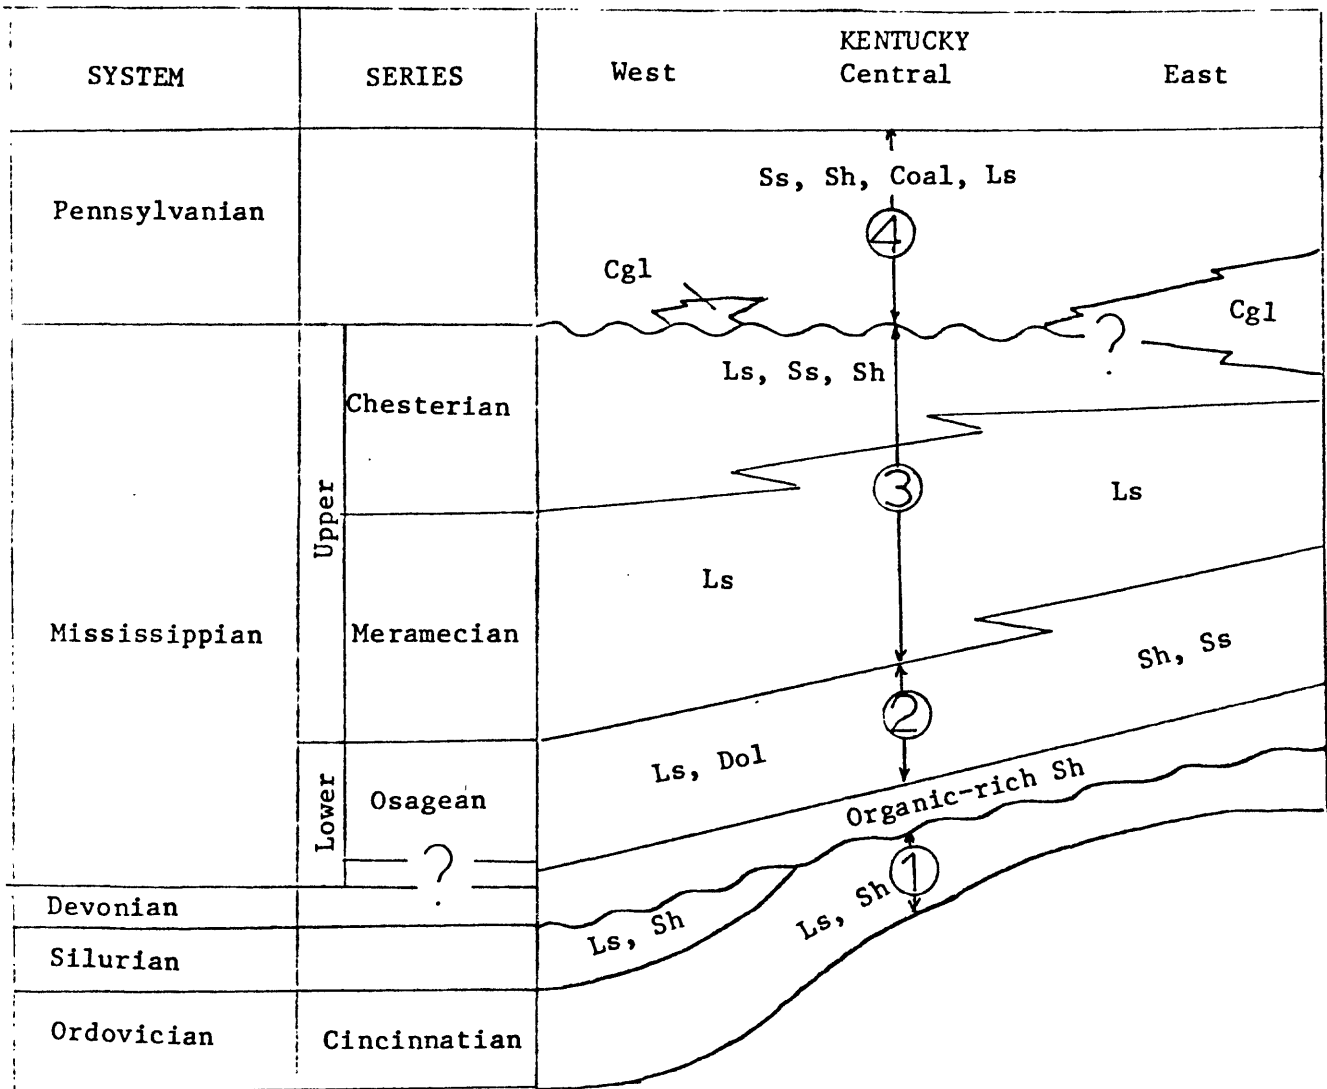 KENTUCKY
SYSTEM
SERIES
West
Central
East
Ss, Sh, Coal, Ls
Pennsylvanian
4
Cgl
Cgl
?
Ls, Ss, Sh
Chesterian
Upper
3
Ls
Ls
Mississippian
Meramecian
Sh, Ss
2
Ls, Dol
Lower
Osagean
Organic-rich Sh
?
1
Devonian
Ls, Sh
Ls, Sh
Silurian
Ordovician
Cincinnatian